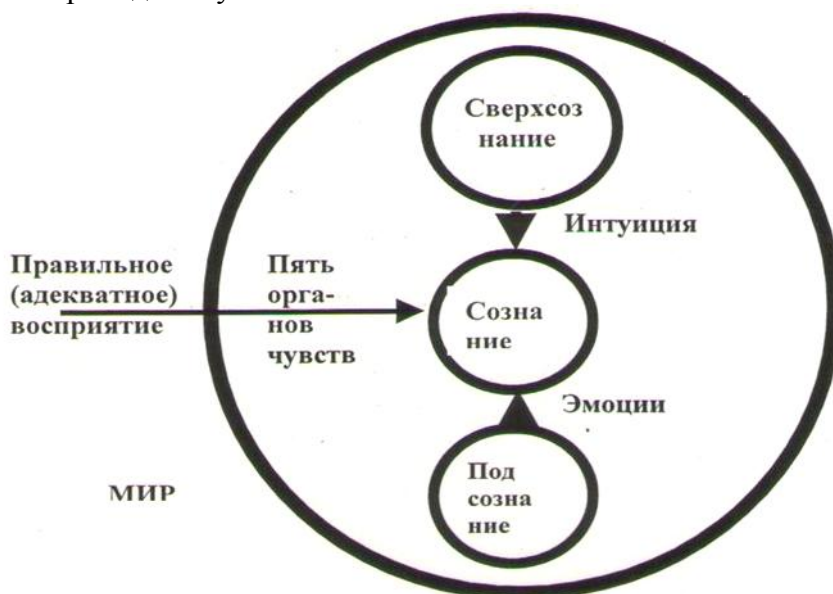 Сверхсоз
нание
Интуиция
Правильное
(адекватное)
восприятие
Пять
орга-
нов
чувств
Созна
ние
Эмоции
Под
созна
ние
МИР